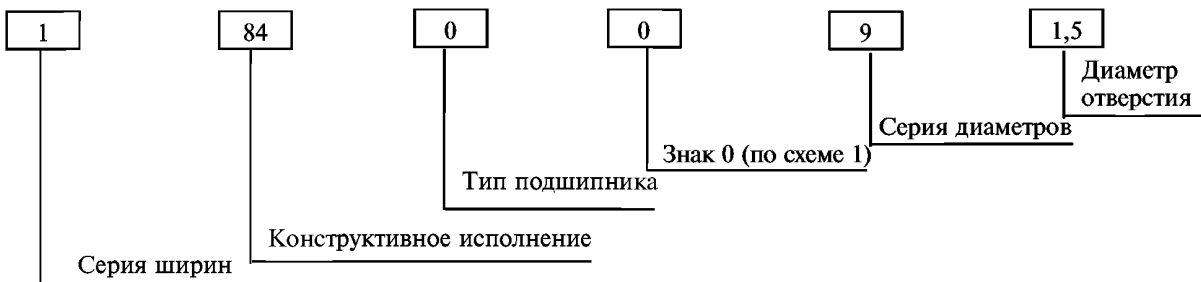 1 84 0 0 9 1,5
Диаметр
отверстия
Серия диаметров
Знак 0 (по схеме 1)
Тип подшипника
Конструктивное исполнение
Серия ширин